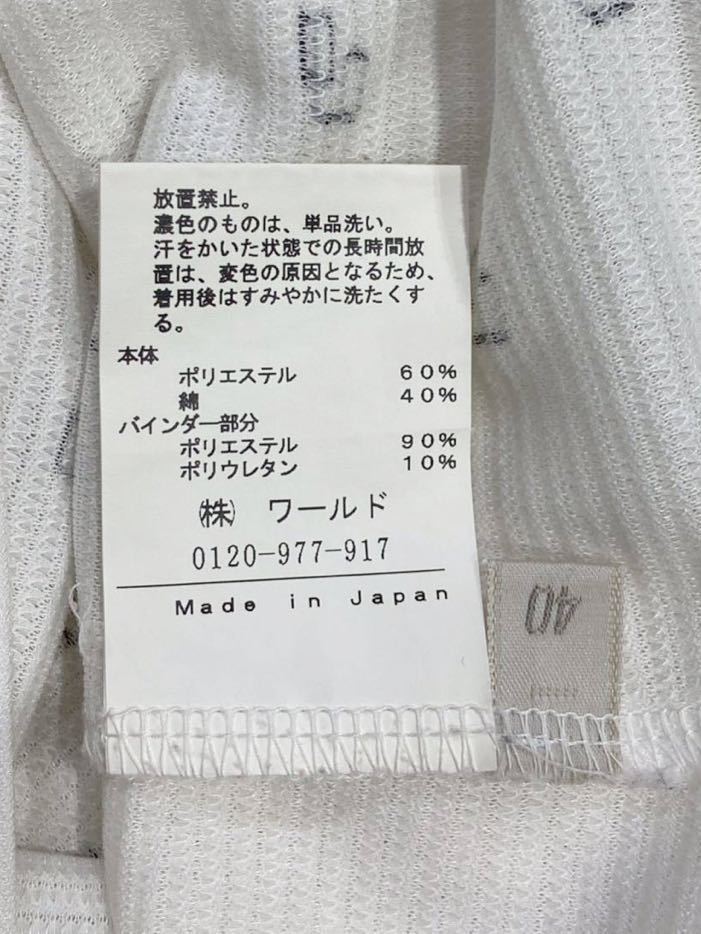 放置禁止。
濃色のものは、単品洗い。
汗をかいた状態での長時間放
置は、変色の原因となるため、
着用後はすみやかに洗たくす
る。
本体
ポリエステル 60%
綿 40%
バインダー部分
ポリエステル 90%
ポリウレタン 10%
㈱ ワールド
0120-977-917
Made in Japan
40